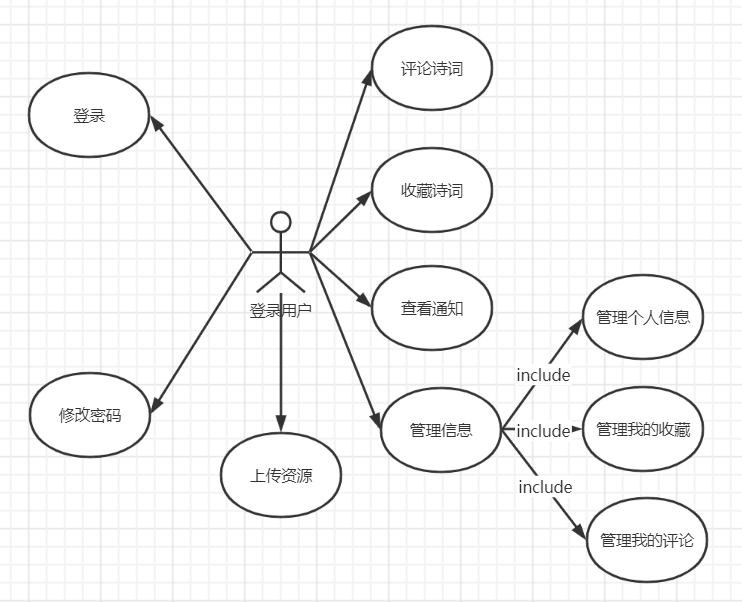 评论诗词
登录
收藏诗词
登录用户
查看通知
管理个人信息
include
修改密码
管理信息
include
管理我的收藏
上传资源
include
管理我的评论